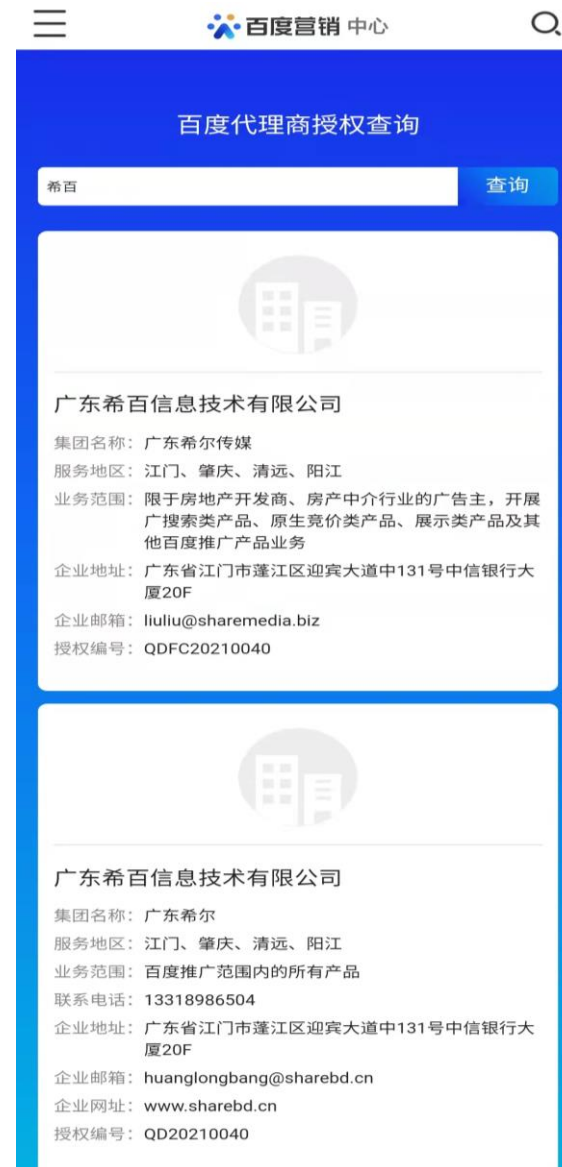 百度营销 中心
百度代理商授权查询
希百
查询
广东希百信息技术有限公司
集团名称：广东希尔传媒
服务地区：江门、肇庆、清远、阳江
业务范围：限于房地产开发商、房产中介行业的广告主，开展
广搜索类产品、原生竞价类产品、展示类产品及其
他百度推广产品业务
企业地址：广东省江门市蓬江区迎宾大道中131号中信银行大
厦20F
企业邮箱：liuliu@sharemedia.biz
授权编号：QDFC20210040
广东希百信息技术有限公司
集团名称：广东希尔
服务地区：江门、肇庆、清远、阳江
业务范围：百度推广范围内的所有产品
联系电话：13318986504
企业地址：广东省江门市蓬江区迎宾大道中131号中信银行大
厦20F
企业邮箱：huanglongbang@sharebd.cn
企业网址：www.sharebd.cn
授权编号：QD20210040